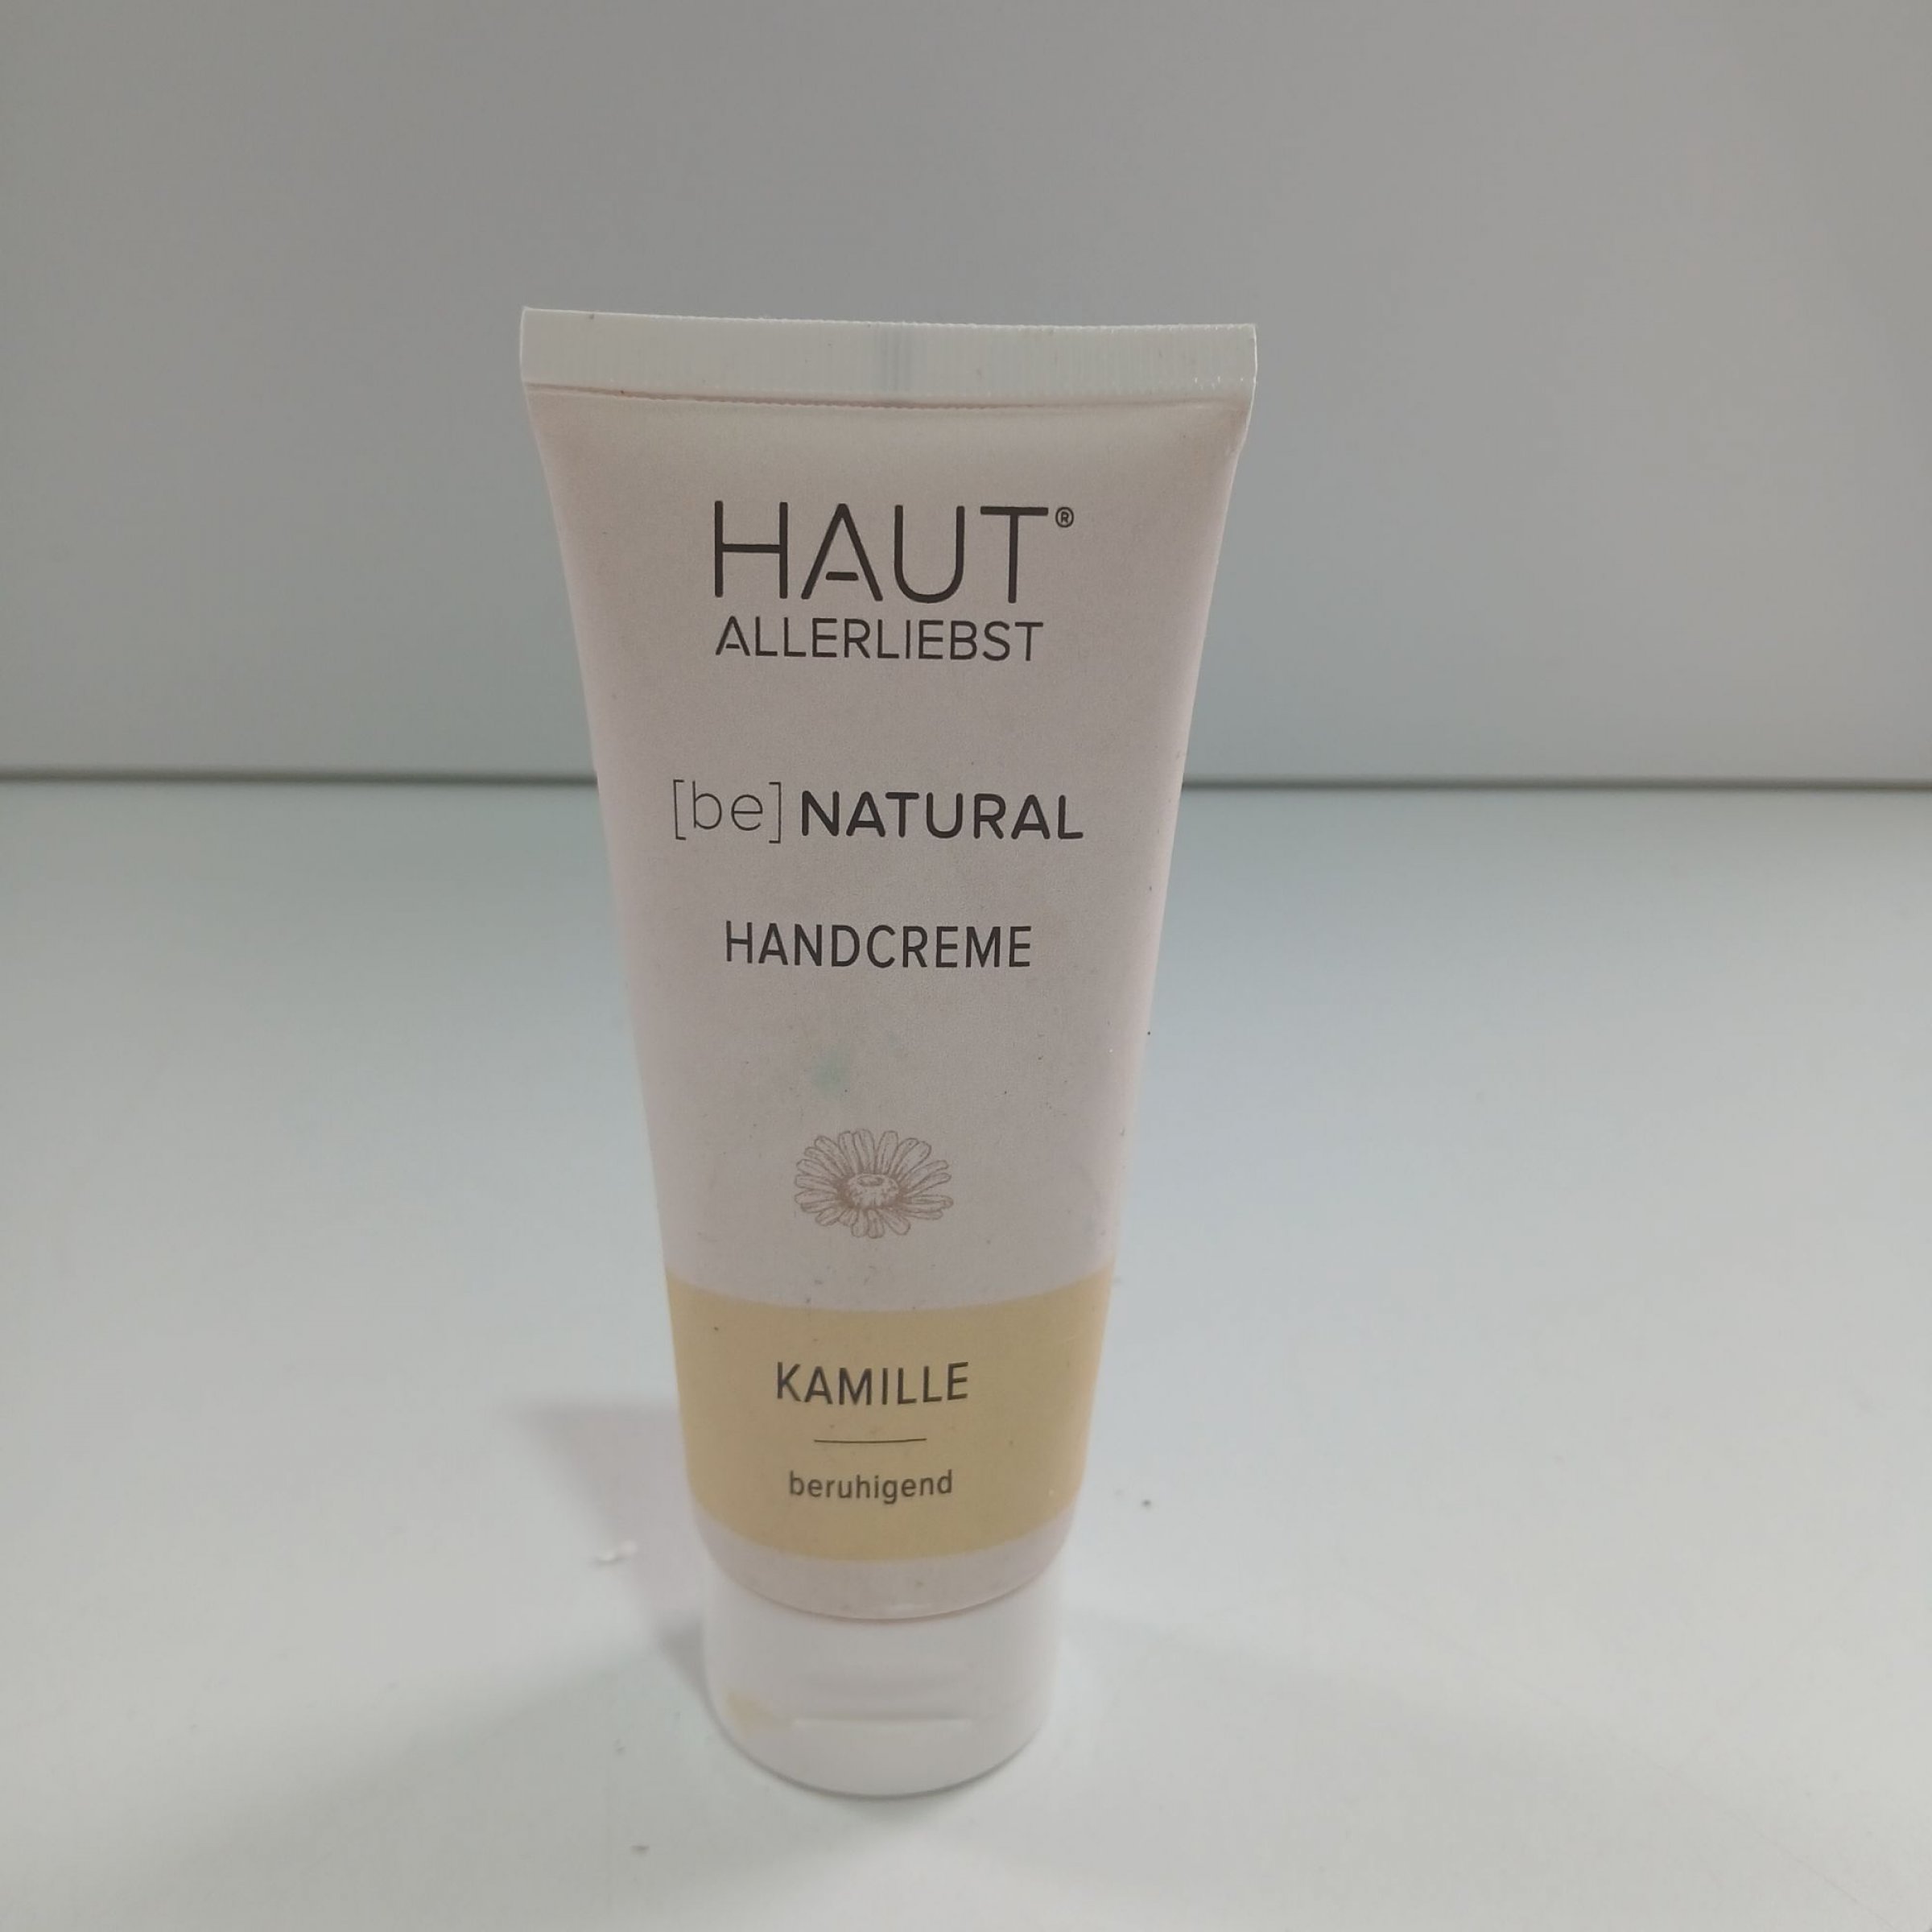 HAUT®
ALLERLIEBST
[be] NATURAL
HANDCREME
KAMILLE
beruhigend